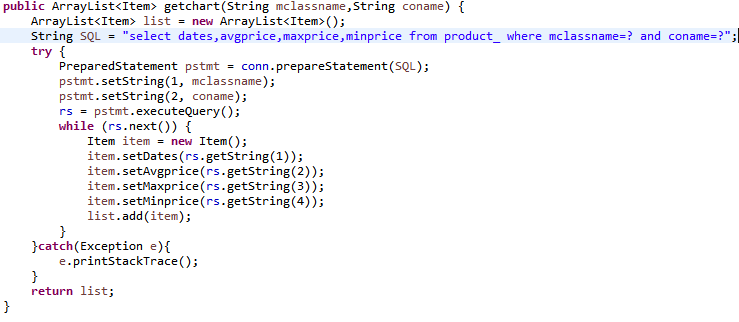 public ArrayList<Item> getchart(String mclassname,String coname) {
ArrayList<Item> list = new ArrayList<Item>();
String SQL = "select dates,avgprice,maxprice,minprice from product_ where mclassname=? and coname=?";
try {
PreparedStatement pstmt = conn.prepareStatement(SQL);
pstmt.setString(1, mclassname);
pstmt.setString(2, coname);
rs = pstmt.executeQuery();
while (rs.next()) {
Item item = new Item();
item.setDates(rs.getString(1));
item.setAvgprice(rs.getString(2));
item.setMaxprice(rs.getString(3));
item.setMinprice(rs.getString(4));
list.add(item);
}
}catch(Exception e){
e.printStackTrace();
}
return list;
}